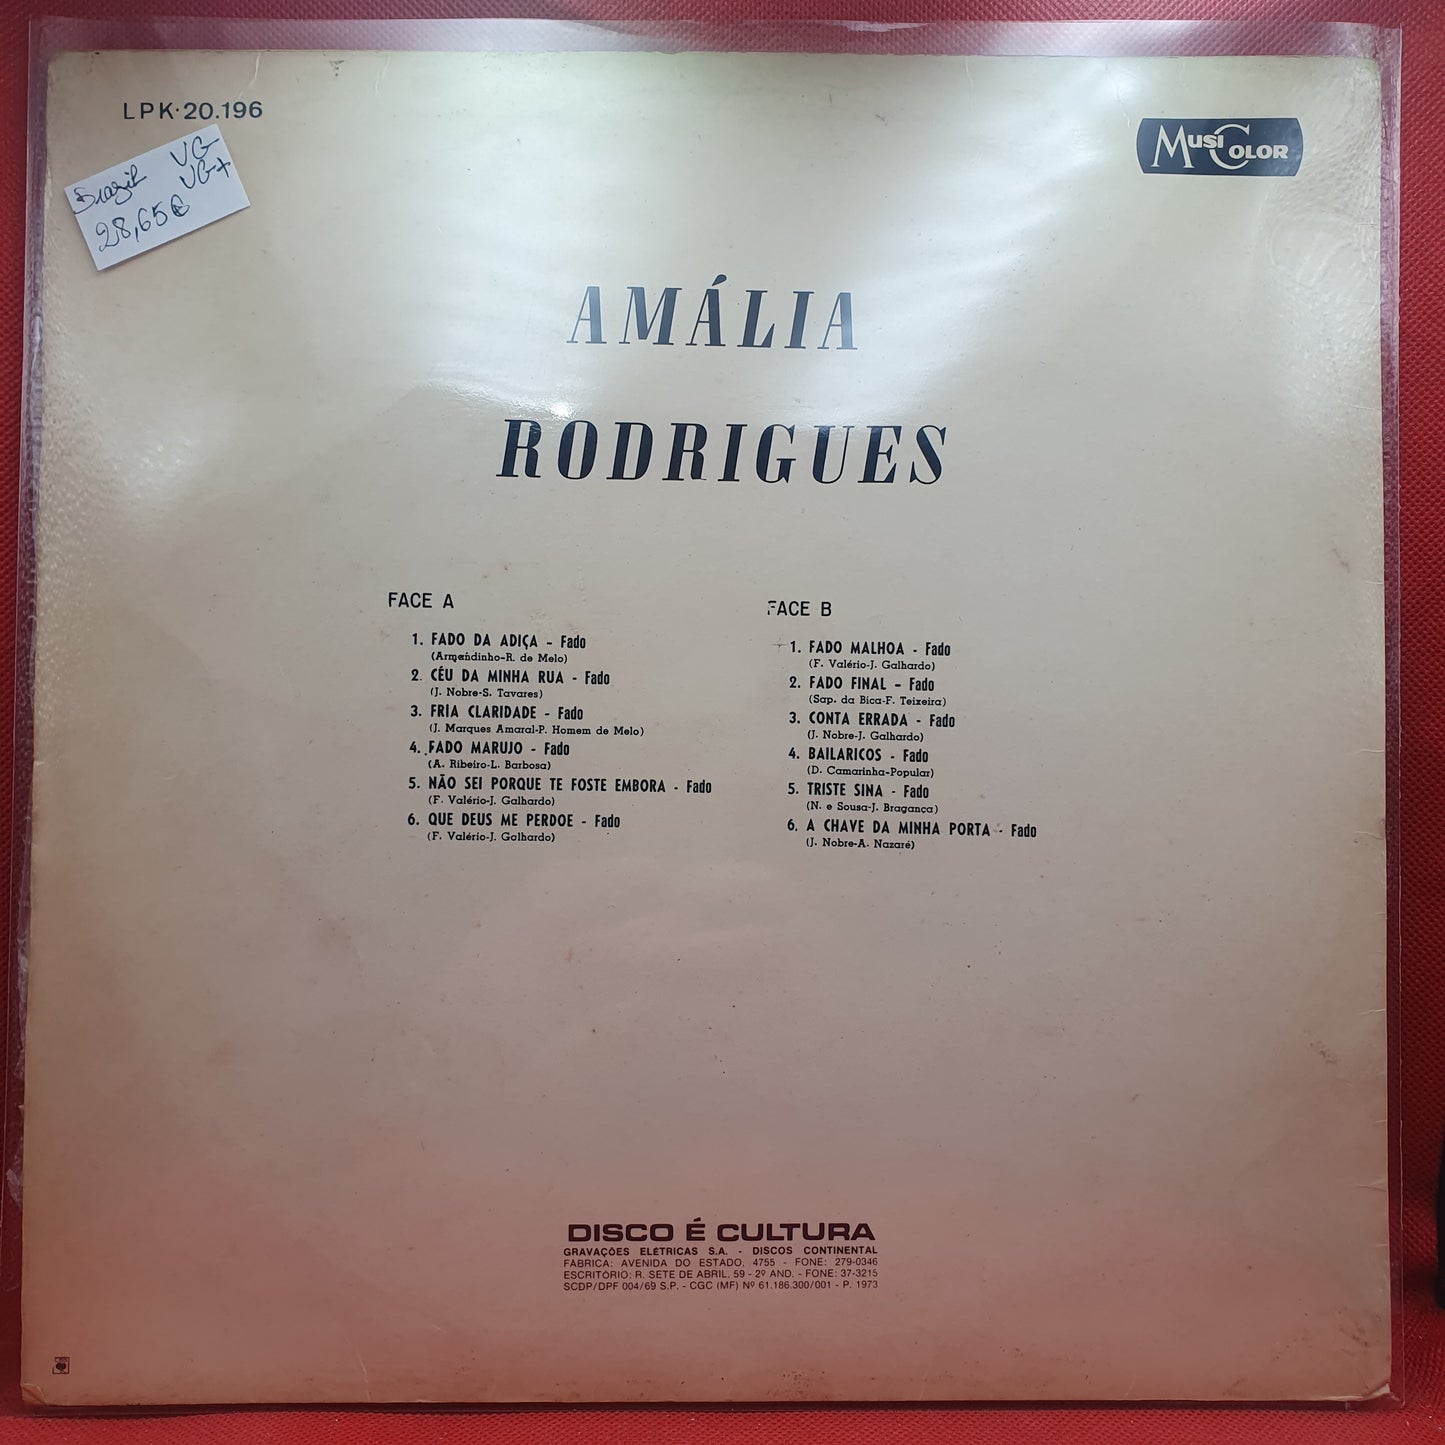 LPK·20.196
MUSICOLOR
Brazil VG
VG+
28,65€
AMÁLIA
RODRIGUES
FACE A
1. FADO DA ADIÇA - Fado
(Armandinho-R. de Melo)
2. CÉU DA MINHA RUA - Fado
(J. Nobre-S. Tavares)
3. FRIA CLARIDADE - Fado
(J. Marques Amaral-P. Homem de Melo)
4. FADO MARUJO - Fado
(A. Ribeiro-L. Barbosa)
5. NÃO SEI PORQUE TE FOSTE EMBORA - Fado
(F. Valério-J. Galhardo)
6. QUE DEUS ME PERDOE - Fado
(F. Valério-J. Galhardo)
FACE B
1. FADO MALHOA - Fado
(F. Valério-J. Galhardo)
2. FADO FINAL - Fado
(Sap. da Bica-F. Teixeira)
3. CONTA ERRADA - Fado
(J. Nobre-J. Galhardo)
4. BAILARICOS - Fado
(D. Camarinha-Popular)
5. TRISTE SINA - Fado
(N. e Sousa-J. Bragança)
6. A CHAVE DA MINHA PORTA - Fado
(J. Nobre-A. Nazaré)
DISCO É CULTURA
GRAVAÇÕES ELÉTRICAS S.A. - DISCOS CONTINENTAL
FÁBRICA: AVENIDA DO ESTADO, 4755 - FONE: 279-0346
ESCRITÓRIO: R. SETE DE ABRIL, 59 - 2º AND. - FONE: 37-3215
SCDP/DPF 004/69 S.P. - CGC (MF) Nº 61.186.300/001 - P. 1973